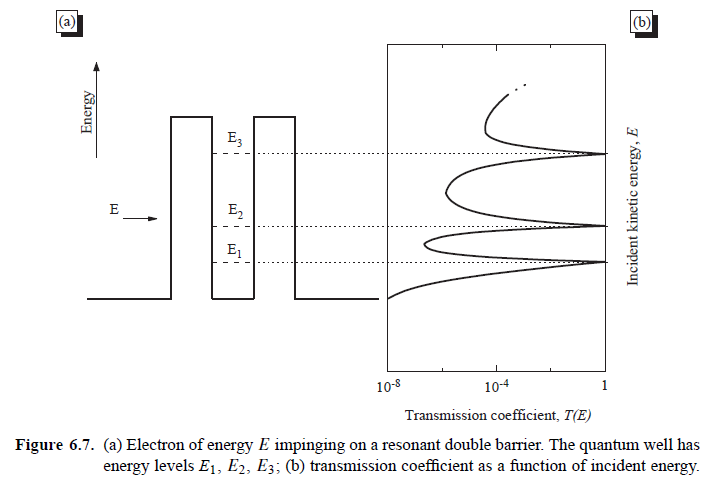 (a)
(b)
Energy
E
E3
E2
E1
Incident kinetic energy, E
10-8
10-4
1
Transmission coefficient, T(E)
Figure 6.7. (a) Electron of energy E impinging on a resonant double barrier. The quantum well has
energy levels E1, E2, E3; (b) transmission coefficient as a function of incident energy.